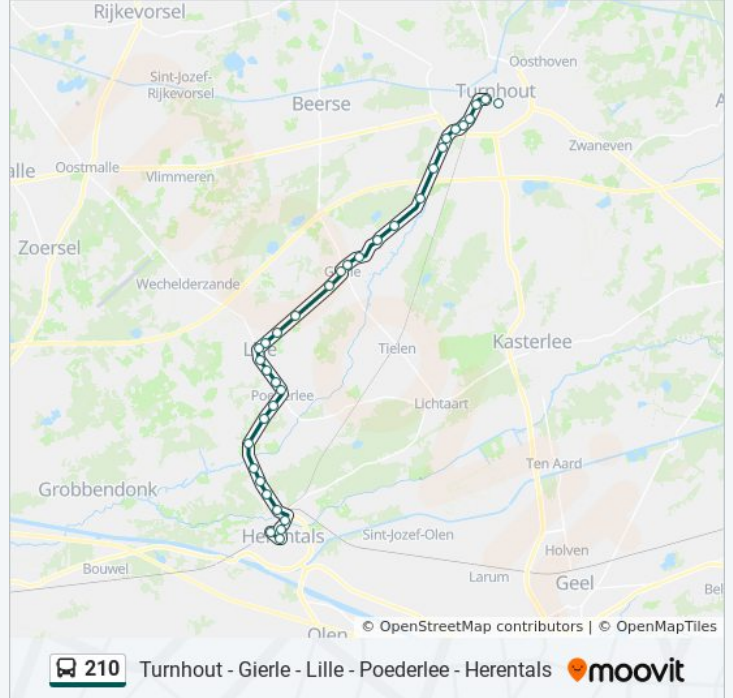 Rijkevorsel
Oosthoven
Sint-Jozef-
Rijkevorsel
Turnhout
Beerse
A
Zwaneven
alle
Oostmalle
Vlimmeren
Zoersel
Gierle
Wechelderzande
Kasterlee
Lille
Tielen
Poederlee
Lichtaart
Ten Aard
Grobbendonk
Herentals
Sint-Jozef-Olen
Holven
Bouwel
Larum
Geel
Bel
Olen
© OpenStreetMap contributors | © OpenMapTiles
210 Turnhout - Gierle - Lille - Poederlee - Herentals moovit